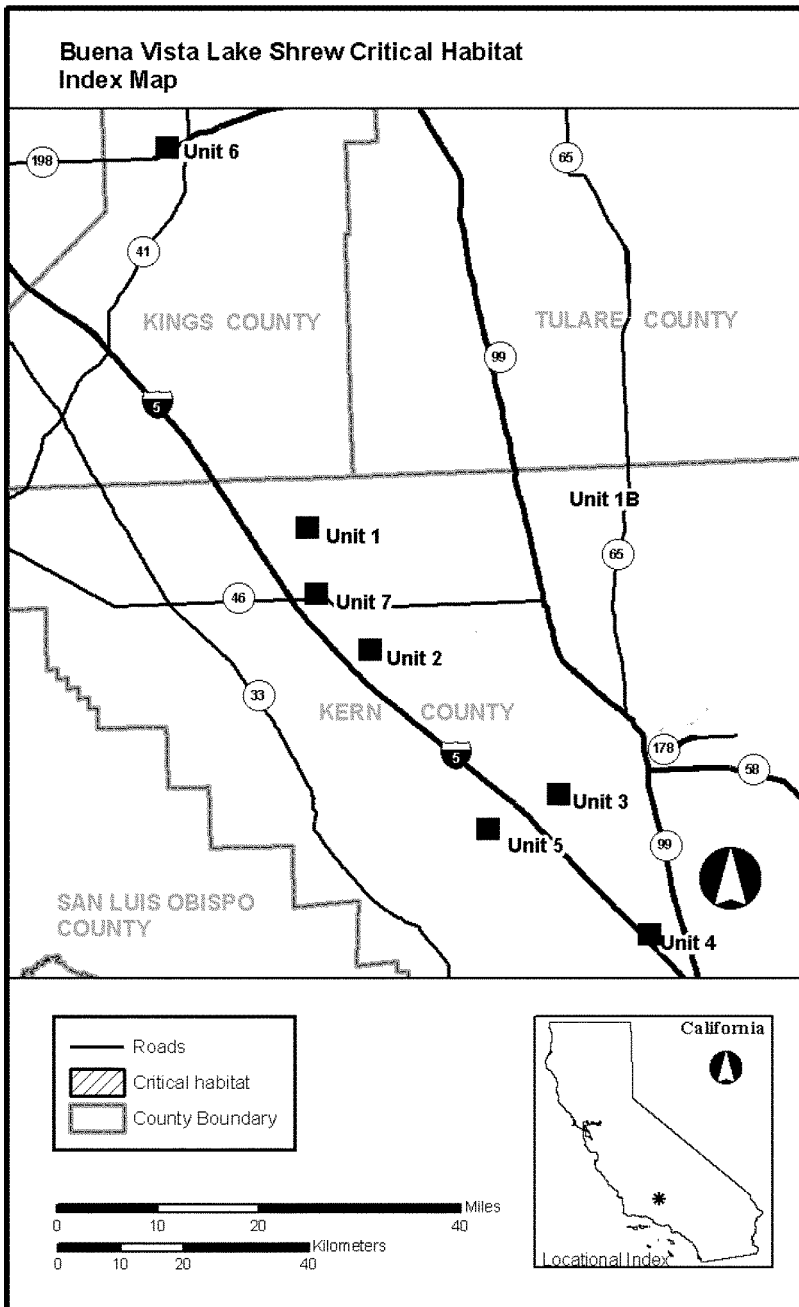 Buena Vista Lake Shrew Critical Habitat
Index Map
Unit 6
198
65
41
KINGS COUNTY
TULARE COUNTY
99
5
Unit 1B
Unit 1
65
46
Unit 7
Unit 2
33
KERN COUNTY
5
178
58
Unit 3
Unit 5
99
SAN LUIS OBISPO
COUNTY
Unit 4
Roads
Critical habitat
County Boundary
California
Locational Index
Miles
0 10 20 40
Kilometers
0 10 20 40